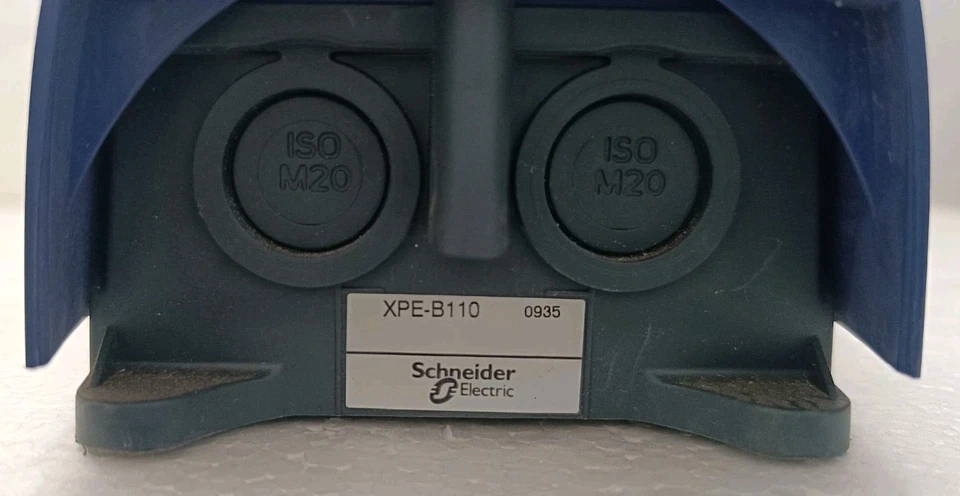 ISO
M20
ISO
M20
XPE-B110 0935
Schneider
Electric